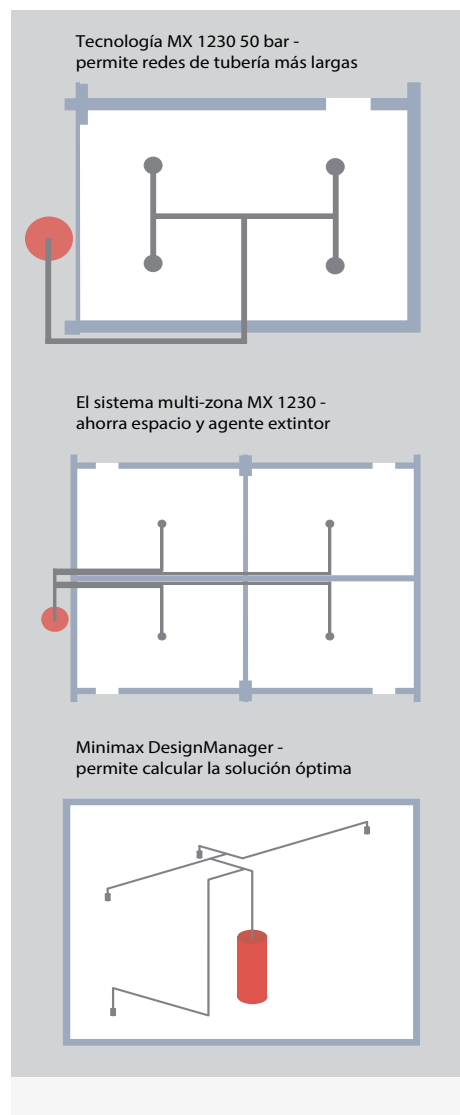 Tecnología MX 1230 50 bar -
permite redes de tubería más largas
El sistema multi-zona MX 1230 -
ahorra espacio y agente extintor
Minimax DesignManager -
permite calcular la solución óptima